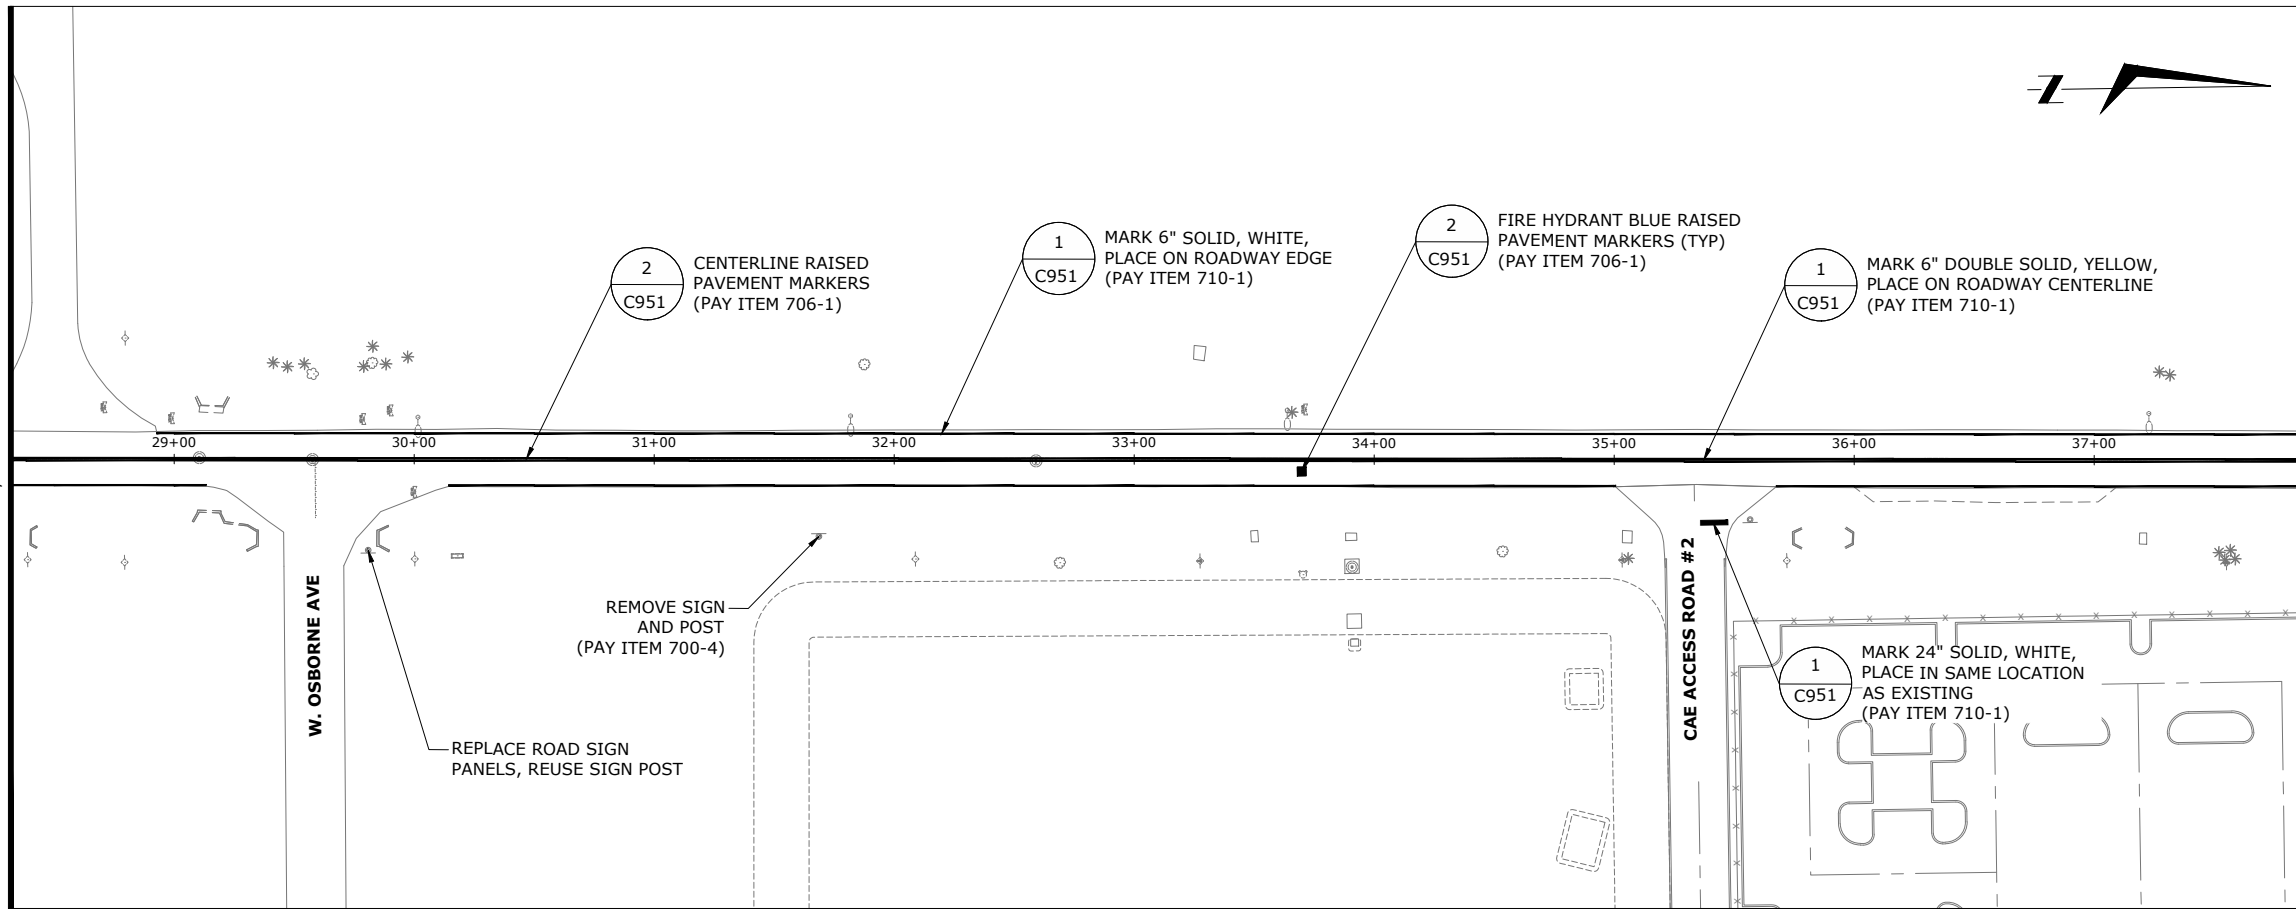 Z
2
C951
CENTERLINE RAISED
PAVEMENT MARKERS
(PAY ITEM 706-1)
1
C951
MARK 6" SOLID, WHITE,
PLACE ON ROADWAY EDGE
(PAY ITEM 710-1)
2
C951
FIRE HYDRANT BLUE RAISED
PAVEMENT MARKERS (TYP)
(PAY ITEM 706-1)
1
C951
MARK 6" DOUBLE SOLID, YELLOW,
PLACE ON ROADWAY CENTERLINE
(PAY ITEM 710-1)
29+00
30+00
31+00
32+00
33+00
34+00
35+00
36+00
37+00
W. OSBORNE AVE
REPLACE ROAD SIGN
PANELS, REUSE SIGN POST
REMOVE SIGN
AND POST
(PAY ITEM 700-4)
CAE ACCESS ROAD #2
1
C951
MARK 24" SOLID, WHITE,
PLACE IN SAME LOCATION
AS EXISTING
(PAY ITEM 710-1)